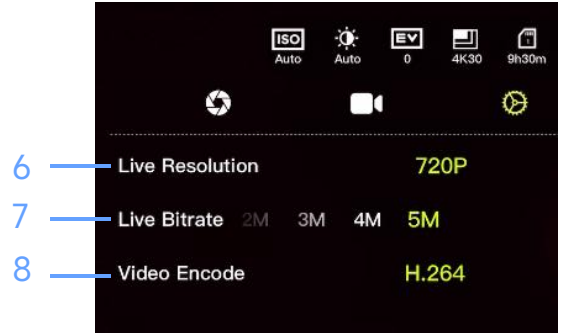 ISO EV
Auto Auto 0 4K30 9h30m
6 Live Resolution 720P
7 Live Bitrate 2M 3M 4M 5M
8 Video Encode H.264